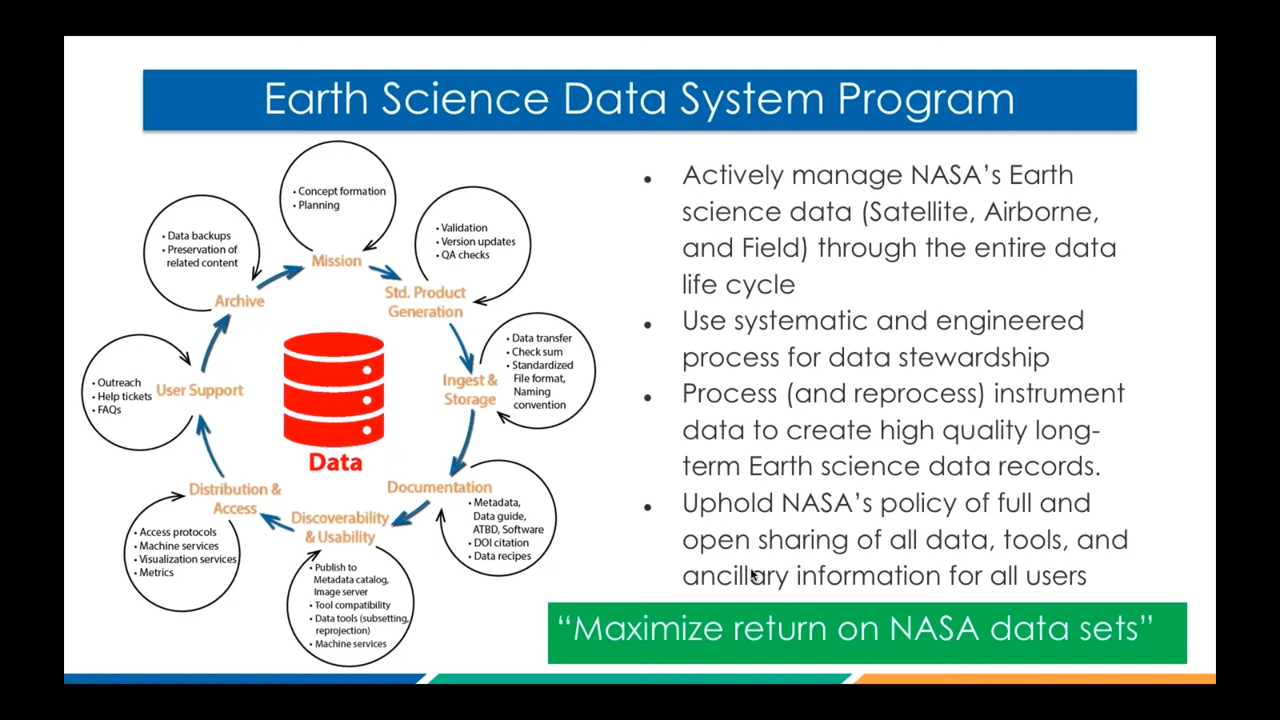 Earth Science Data System Program
• Concept formation
• Planning
Mission
• Validation
• Version updates
• QA checks
Std. Product
Generation
• Data transfer
• Check sum
• Standardized
File format,
Naming
convention
Ingest &
Storage
• Metadata,
Data guide,
ATBD, Software
• DOI citation
• Data recipes
Documentation
• Publish to
Metadata catalog,
Image server
• Tool compatibility
• Data tools (subsetting,
reprojection)
• Machine services
Discoverability
& Usability
• Access protocols
• Machine services
• Visualization services
• Metrics
Distribution &
Access
• Outreach
• Help tickets
• FAQs
User Support
• Data backups
• Preservation of
related content
Archive
Data
• Actively manage NASA's Earth
science data (Satellite, Airborne,
and Field) through the entire data
life cycle
• Use systematic and engineered
process for data stewardship
• Process (and reprocess) instrument
data to create high quality long-
term Earth science data records.
• Uphold NASA's policy of full and
open sharing of all data, tools, and
ancillary information for all users
“Maximize return on NASA data sets”